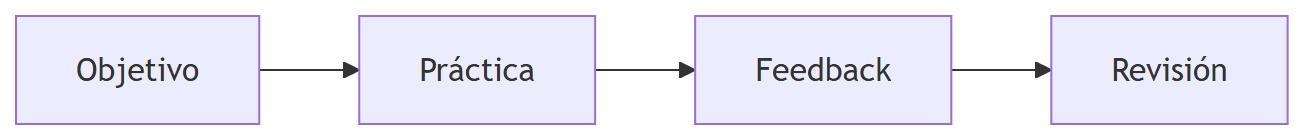 Objetivo
Práctica
Feedback
Revisión